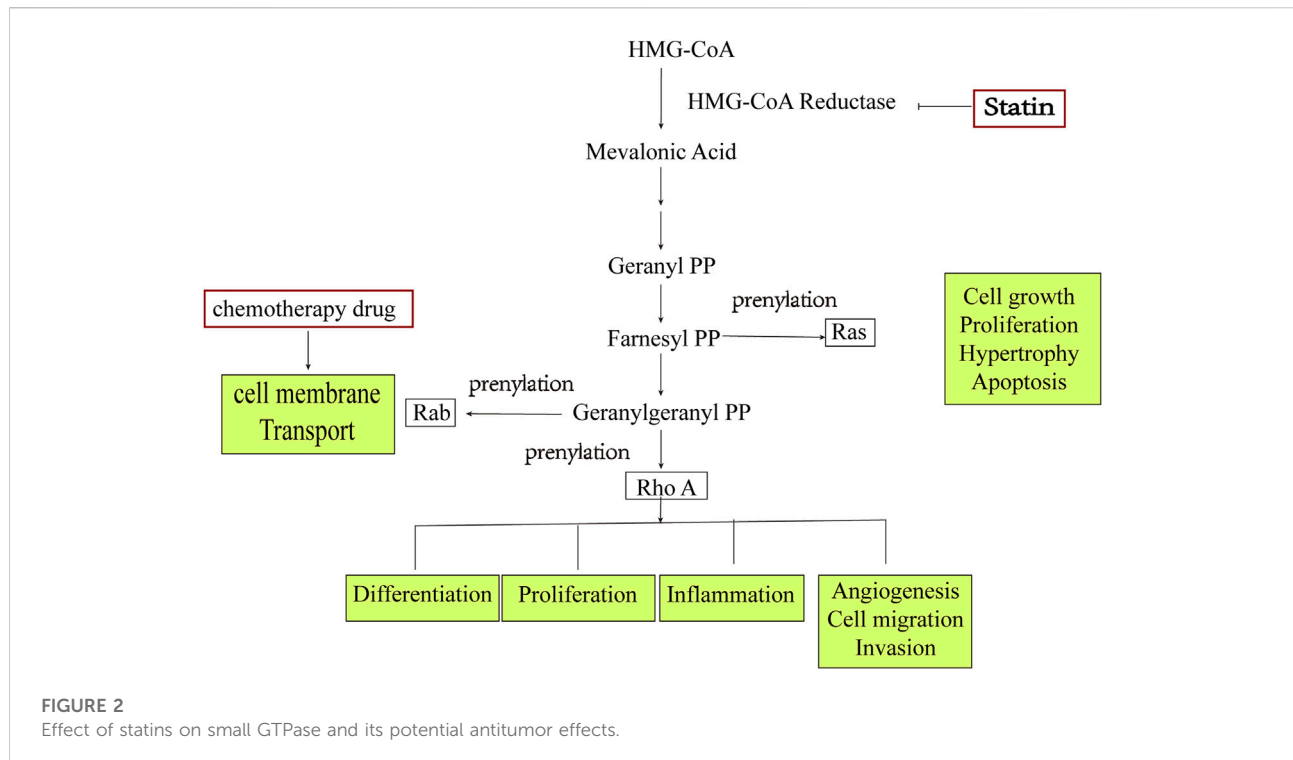 HMG-CoA
HMG-CoA Reductase
Statin
Mevalonic Acid
Geranyl PP
prenylation
Farnesyl PP
Ras
Cell growth
Proliferation
Hypertrophy
Apoptosis
chemotherapy drug
cell membrane
Transport
prenylation
Rab
Geranylgeranyl PP
prenylation
Rho A
Differentiation
Proliferation
Inflammation
Angiogenesis
Cell migration
Invasion
FIGURE 2
Effect of statins on small GTPase and its potential antitumor effects.